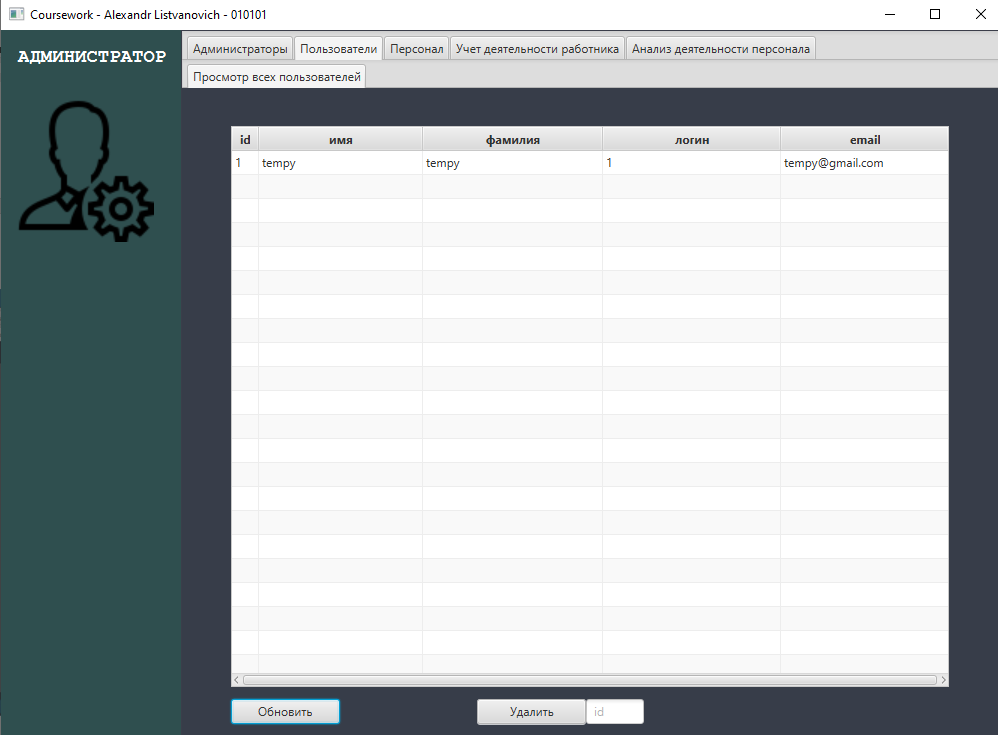 Coursework - Alexandr Listvanovich - 010101
АДМИНИСТРАТОР
Администраторы Пользователи Персонал Учет деятельности работника Анализ деятельности персонала
Просмотр всех пользователей
id имя фамилия логин email
1 tempy tempy 1 tempy@gmail.com
Обновить Удалить id